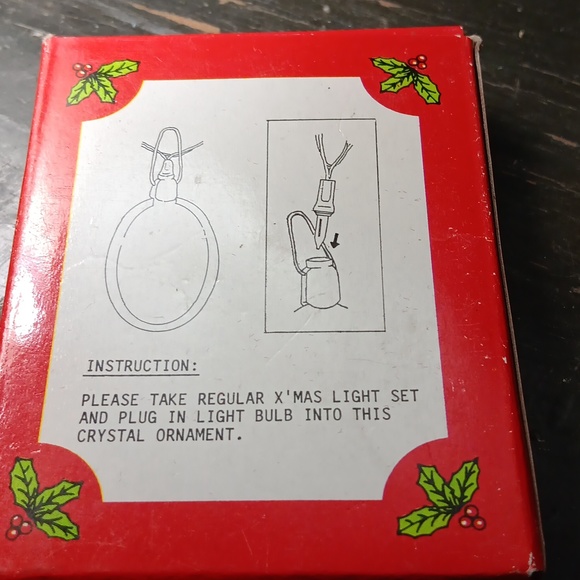 INSTRUCTION:
PLEASE TAKE REGULAR X'MAS LIGHT SET
AND PLUG IN LIGHT BULB INTO THIS
CRYSTAL ORNAMENT.